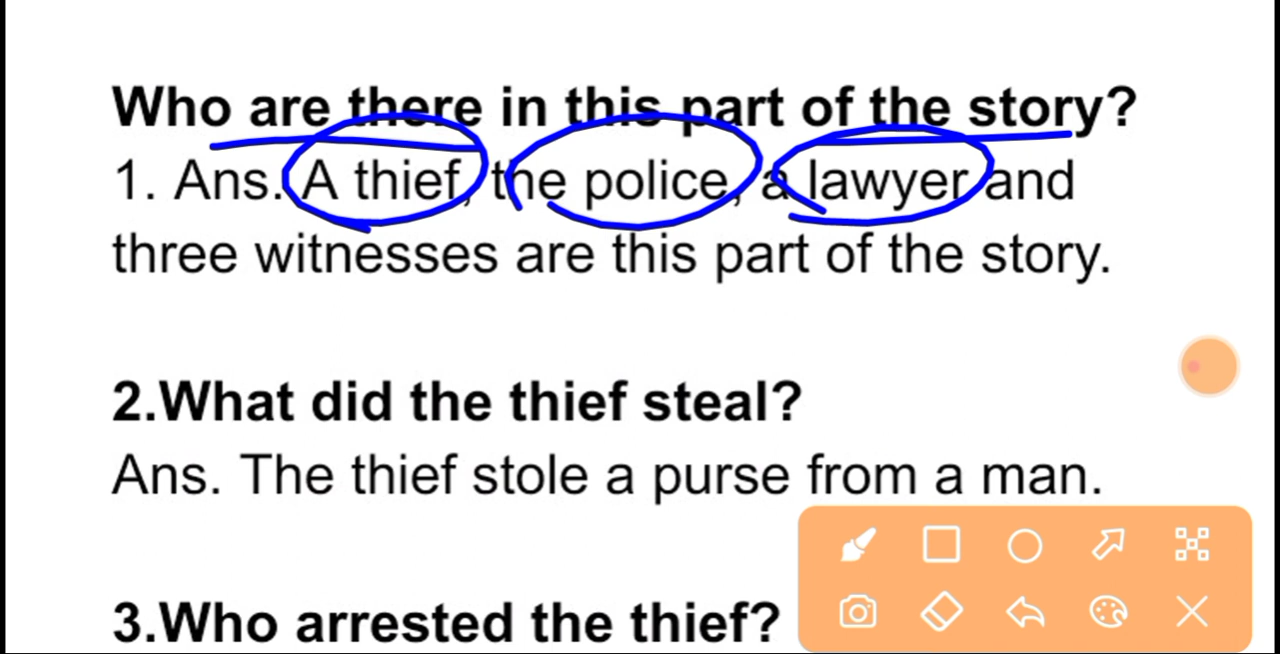 Who are there in this part of the story?
1. Ans. A thief, the police, a lawyer and
three witnesses are this part of the story.
2.What did the thief steal?
Ans. The thief stole a purse from a man.
3.Who arrested the thief?